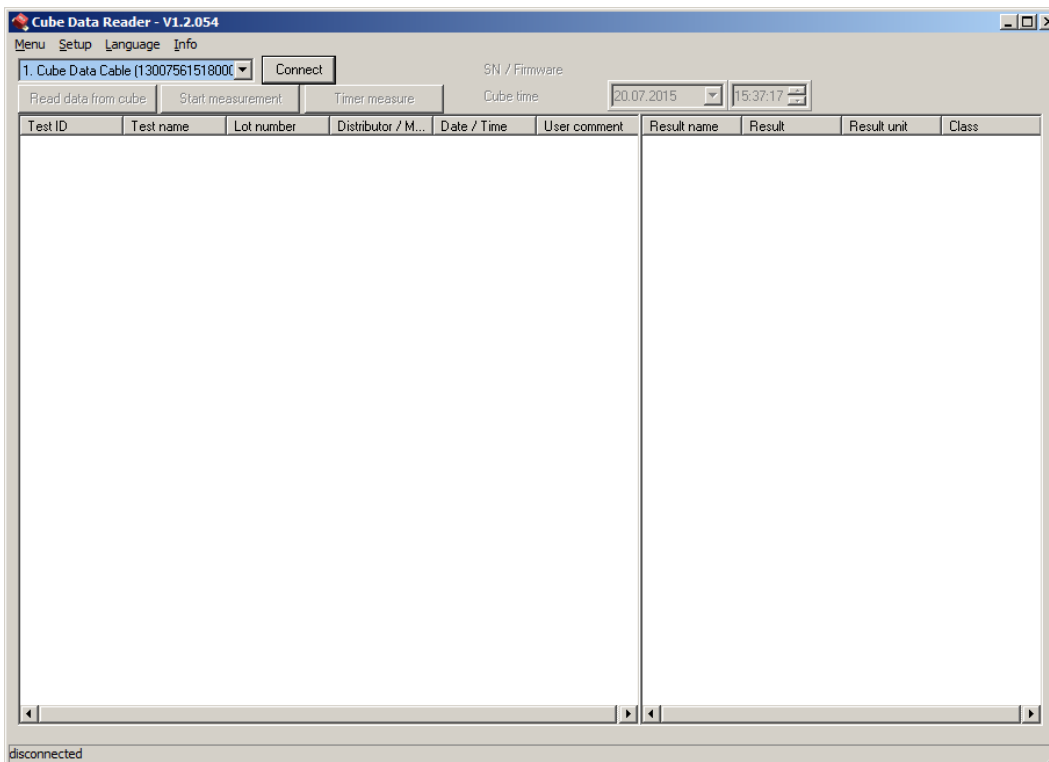 Cube Data Reader - V1.2.054
Menu Setup Language Info
1. Cube Data Cable (13007561518000 Connect SN / Firmware
Read data from cube Start measurement Timer measure Cube time 20.07.2015 15:37:17
Test ID Test name Lot number Distributor / M... Date / Time User comment Result name Result Result unit Class
disconnected